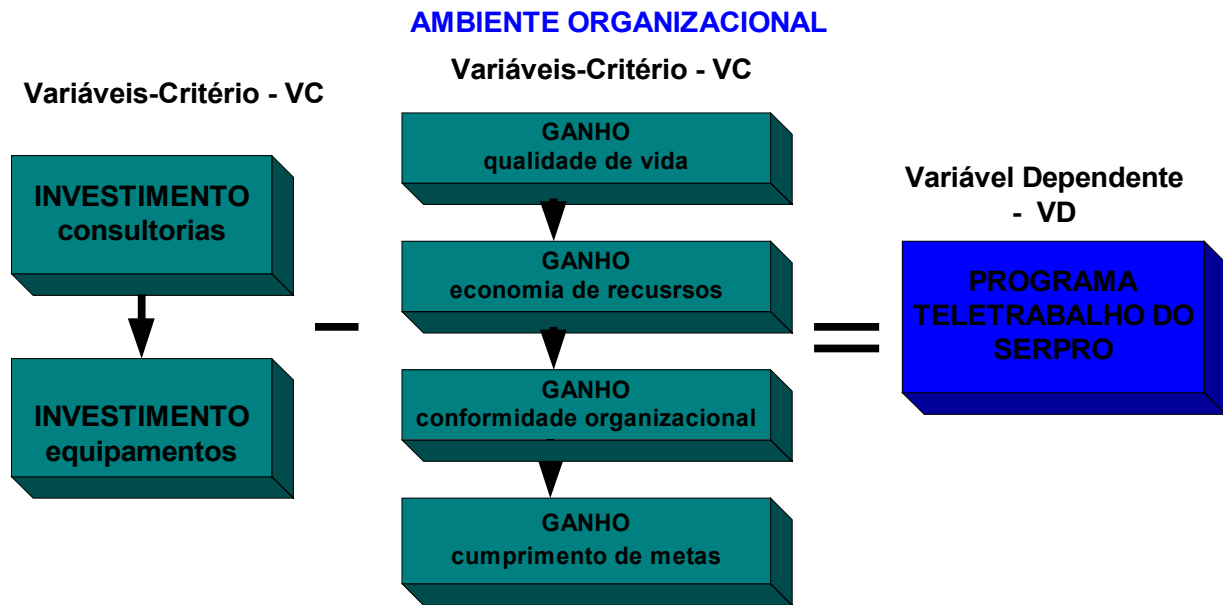 AMBIENTE ORGANIZACIONAL
Variáveis-Critério - VC
INVESTIMENTO
consultorias
INVESTIMENTO
equipamentos
Variáveis-Critério - VC
GANHO
qualidade de vida
GANHO
economia de recusrsos
GANHO
conformidade organizacional
GANHO
cumprimento de metas
Variável Dependente
- VD
PROGRAMA
TELETRABALHO DO
SERPRO